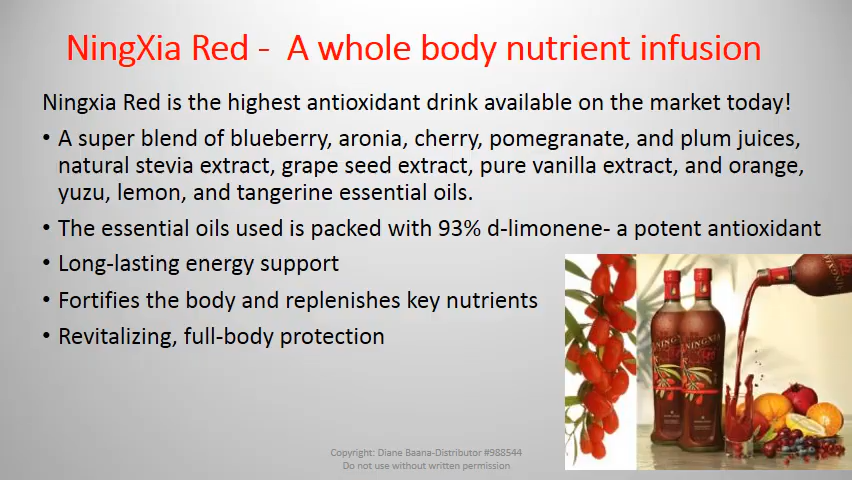 NingXia Red - A whole body nutrient infusion
Ningxia Red is the highest antioxidant drink available on the market today!
• A super blend of blueberry, aronia, cherry, pomegranate, and plum juices,
natural stevia extract, grape seed extract, pure vanilla extract, and orange,
yuzu, lemon, and tangerine essential oils.
• The essential oils used is packed with 93% d-limonene- a potent antioxidant
• Long-lasting energy support
• Fortifies the body and replenishes key nutrients
• Revitalizing, full-body protection
NINGXIA
NINGXIA
NINGXIA
Copyright: Diane Baana-Distributor #988544
Do not use without written permission